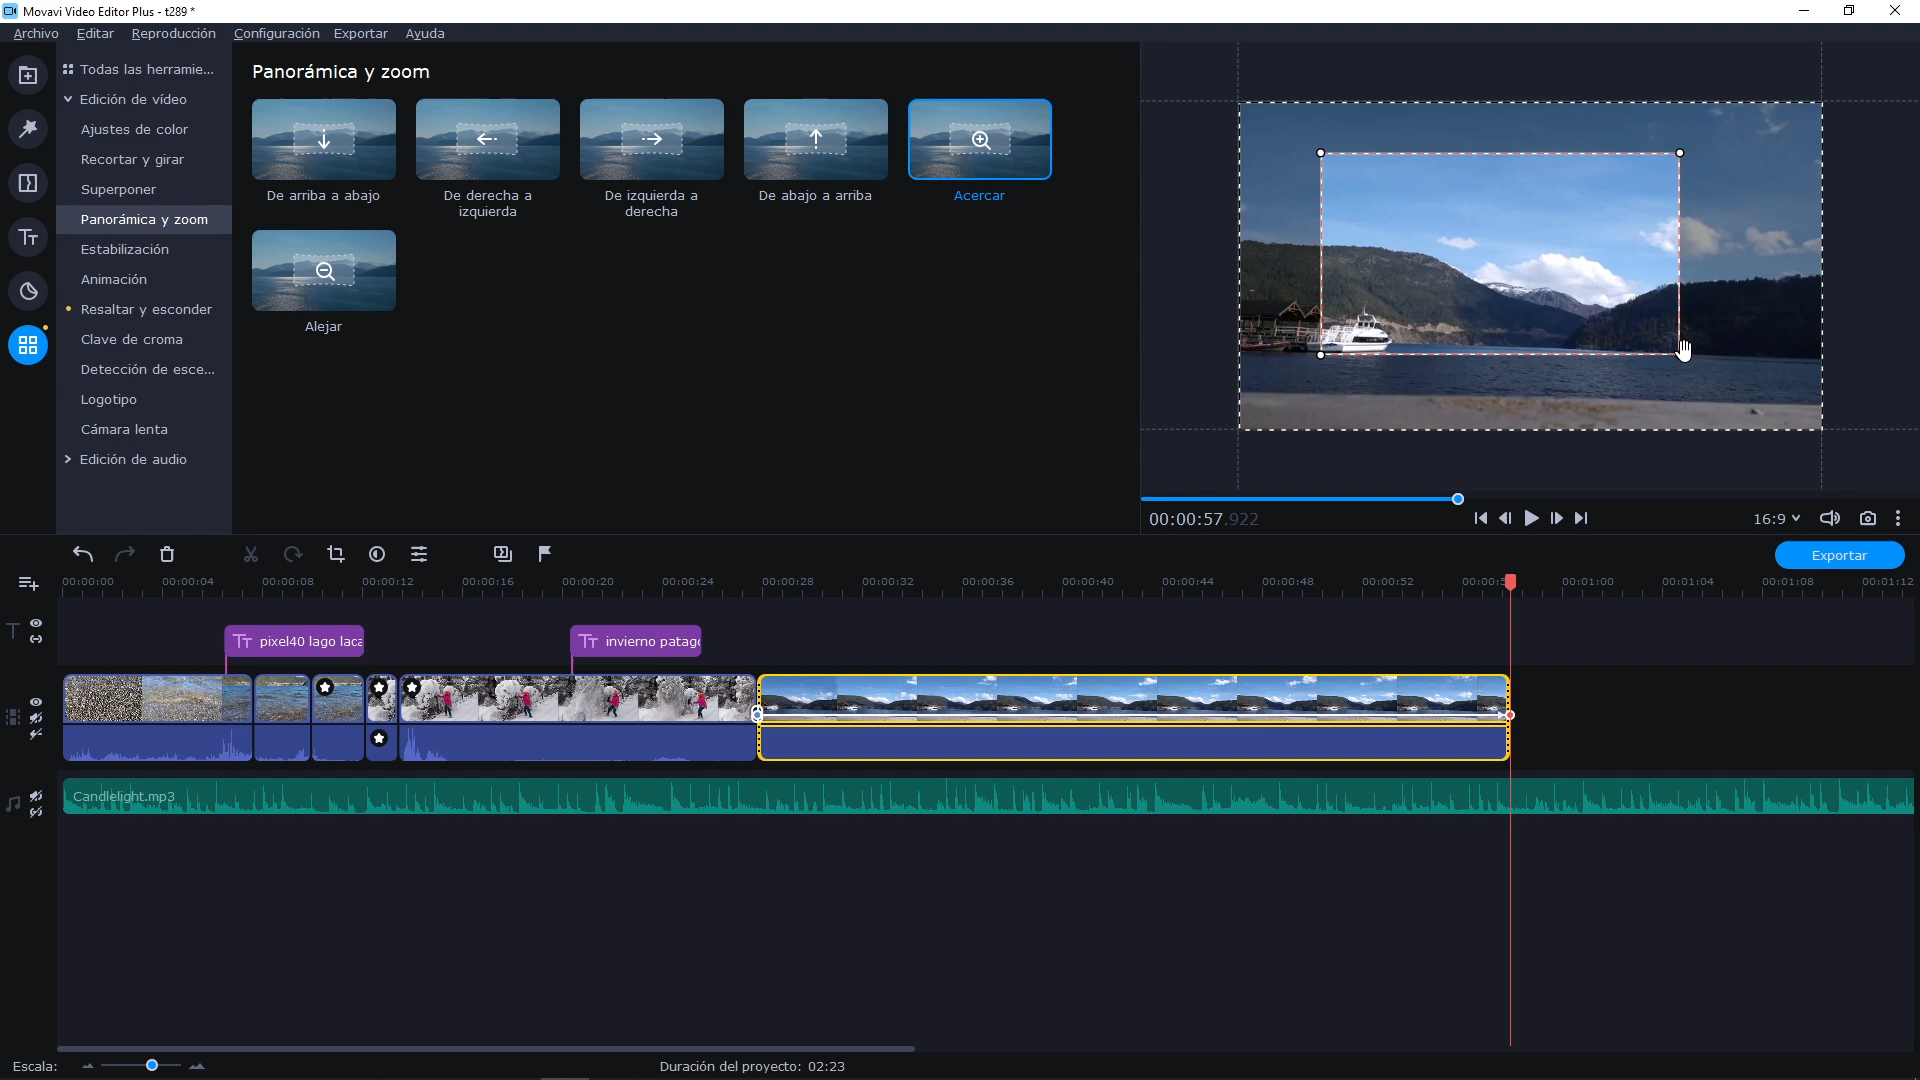 Movavi Video Editor Plus - t289 *
Archivo Editar Reproducción Configuración Exportar Ayuda
Todas las herramie...
Edición de vídeo
Ajustes de color
Recortar y girar
Superponer
Panorámica y zoom
Estabilización
Animación
Resaltar y esconder
Clave de croma
Detección de esce...
Logotipo
Cámara lenta
Edición de audio
Panorámica y zoom
De arriba a abajo
De derecha a
izquierda
De izquierda a
derecha
De abajo a arriba
Acercar
Alejar
00:00:57.922
16:9
Exportar
00:00:00 00:00:04 00:00:08 00:00:12 00:00:16 00:00:20 00:00:24 00:00:28 00:00:32 00:00:36 00:00:40 00:00:44 00:00:48 00:00:52 00:00:5 00:01:00 00:01:04 00:01:08 00:01:12
Tт pixel40 lago laca
Tт invierno patago
Candlelight.mp3
Escala:
Duración del proyecto: 02:23